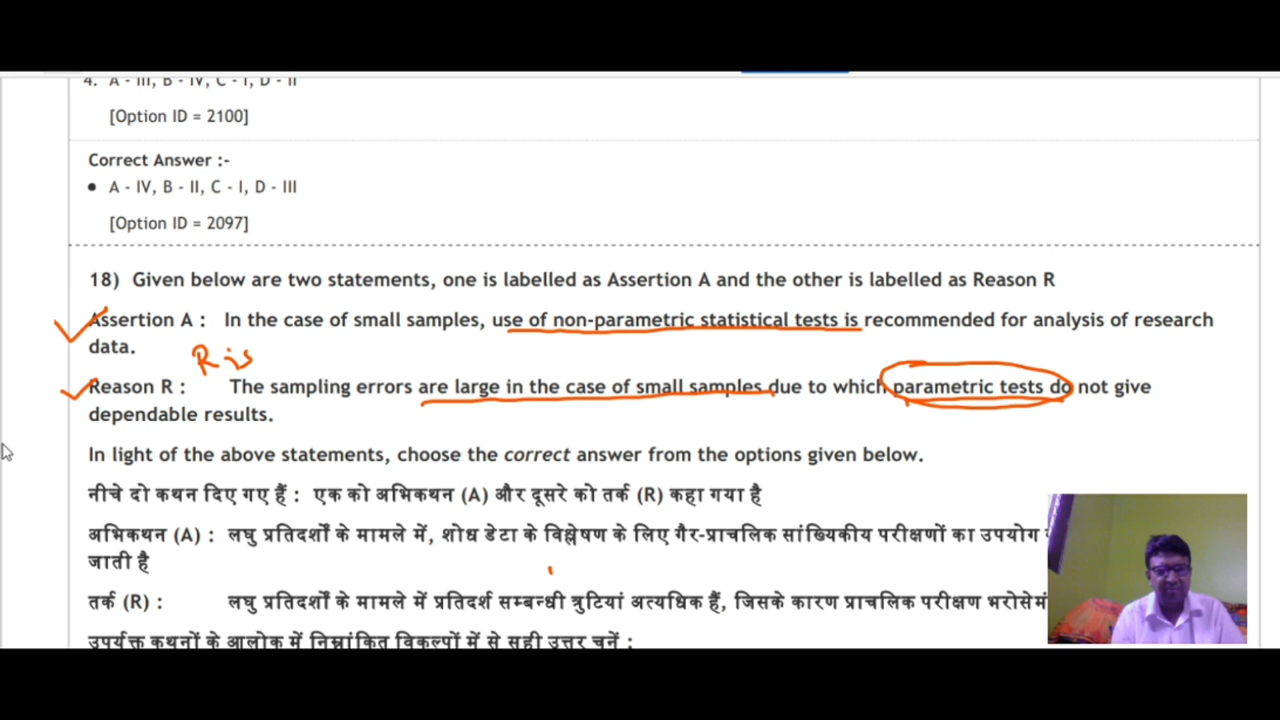 4. A - III, B - IV, C - I, D - II
[Option ID = 2100]
Correct Answer :-
• A - IV, B - II, C - I, D - III
[Option ID = 2097]
18) Given below are two statements, one is labelled as Assertion A and the other is labelled as Reason R
Assertion A : In the case of small samples, use of non-parametric statistical tests is recommended for analysis of research
data.
R is
Reason R : The sampling errors are large in the case of small samples due to which parametric tests do not give
dependable results.
In light of the above statements, choose the correct answer from the options given below.
नीचे दो कथन दिए गए हैं : एक को अभिकथन (A) और दूसरे को तर्क (R) कहा गया है
अभिकथन (A) : लघु प्रतिदर्शों के मामले में, शोध डेटा के विश्लेषण के लिए गैर-प्राचलिक सांख्यिकीय परीक्षणों का उपयोग
जाती है
तर्क (R) : लघु प्रतिदर्शों के मामले में प्रतिदर्श सम्बन्धी त्रुटियां अत्यधिक हैं, जिसके कारण प्राचलिक परीक्षण भरोसेमं
उपर्यक्त कथनों के आलोक में निम्नांकित विकल्पों में से सही उत्तर चनें :